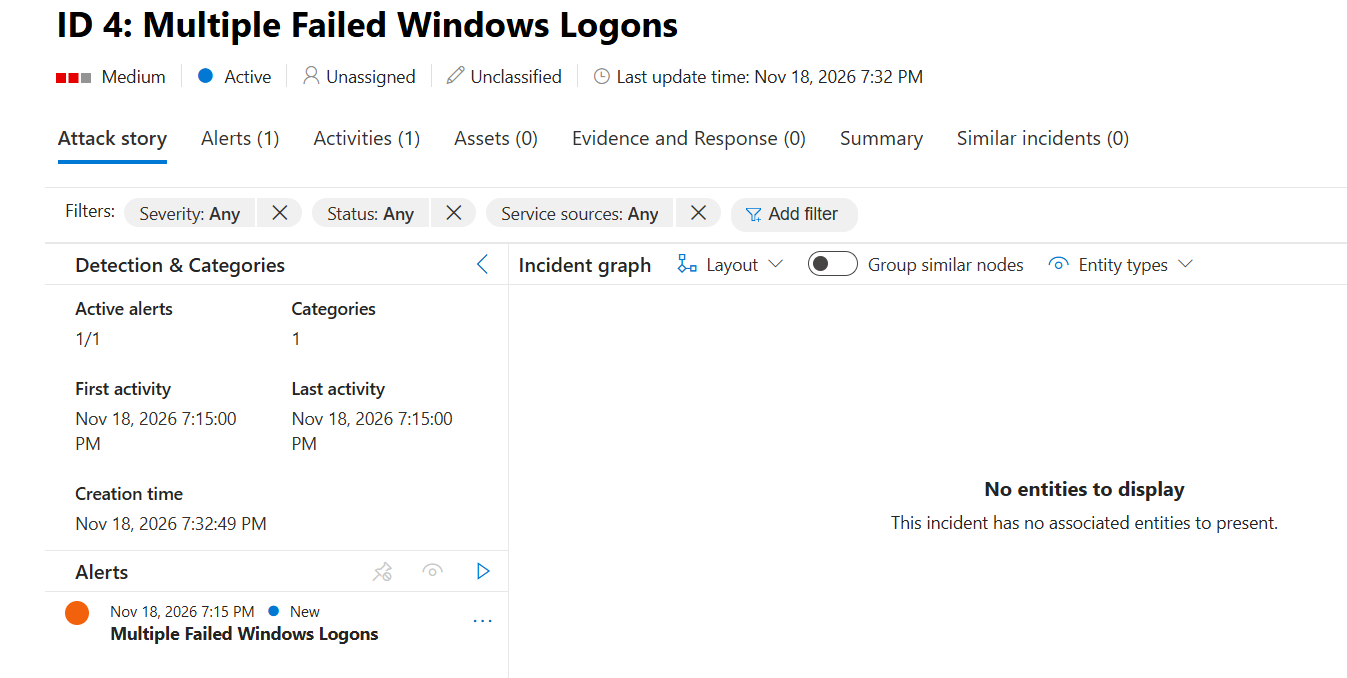 ID 4: Multiple Failed Windows Logons
Medium Active Unassigned Unclassified Last update time: Nov 18, 2026 7:32 PM
Attack story Alerts (1) Activities (1) Assets (0) Evidence and Response (0) Summary Similar incidents (0)
Filters: Severity: Any Status: Any Service sources: Any Add filter
Detection & Categories
Incident graph Layout Group similar nodes Entity types
Active alerts Categories
1/1 1
First activity Last activity
Nov 18, 2026 7:15:00 Nov 18, 2026 7:15:00
PM PM
Creation time
Nov 18, 2026 7:32:49 PM
Alerts
Nov 18, 2026 7:15 PM New
Multiple Failed Windows Logons
...
No entities to display
This incident has no associated entities to present.